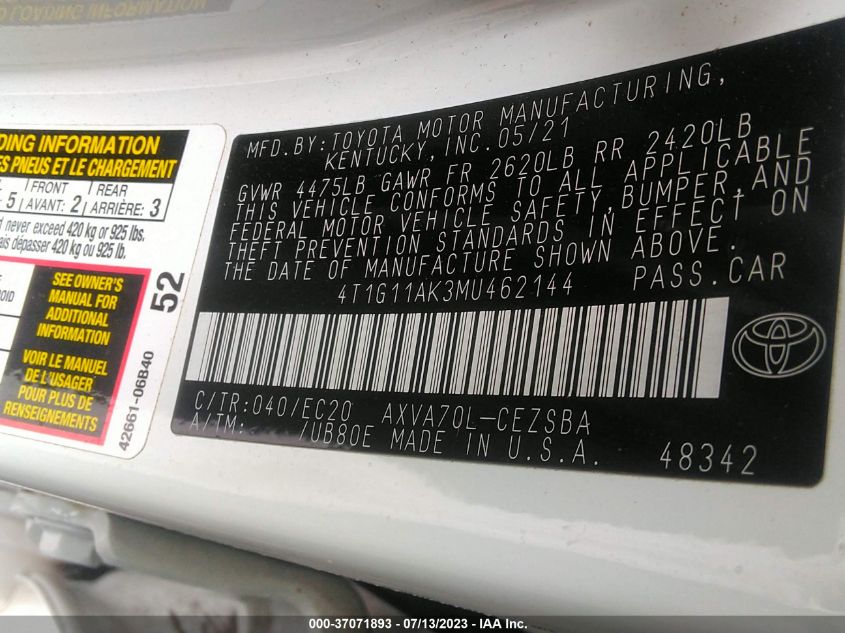 O LOADING INFORMATION
DING INFORMATION
ES PNEUS ET LE CHARGEMENT
5 FRONT AVANT: 2 REAR ARRIÈRE: 3
d never exceed 420 kg or 925 lbs.
ais dépasser 420 kg ou 925 lb.
SEE OWNER'S
MANUAL FOR
ADDITIONAL
INFORMATION
VOIR LE MANUEL
DE L'USAGER
POUR PLUS DE
RENSEIGNEMENTS
52
42661-06B40
MFD. BY: TOYOTA MOTOR MANUFACTURING,
KENTUCKY, INC. 05/21
GVWR 4475LB GAWR FR 2620LB RR 2420LB
THIS VEHICLE CONFORMS TO ALL APPLICABLE
FEDERAL MOTOR VEHICLE SAFETY, BUMPER, AND
THEFT PREVENTION STANDARDS IN EFFECT ON
THE DATE OF MANUFACTURE SHOWN ABOVE.
4T1G11AK3MU462144 PASS. CAR
C/TR: 040/EC20 AXVA70L-CEZSBA
A/TM: /UB80E MADE IN U.S.A.
48342
000-37071893 - 07/13/2023 - IAA Inc.